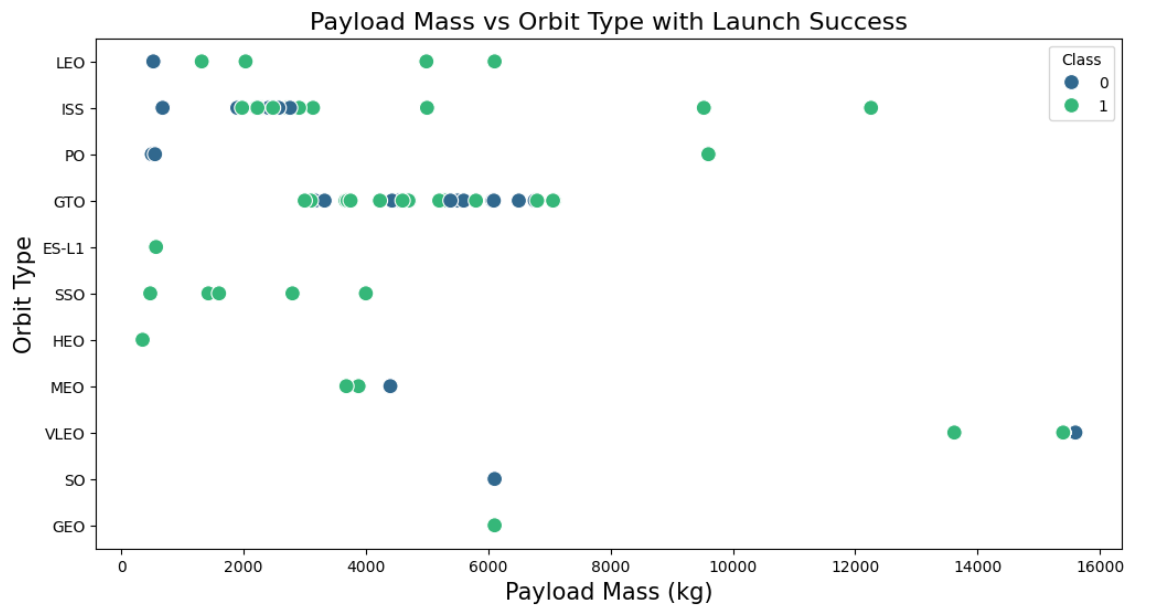 Payload Mass vs Orbit Type with Launch Success
Class
0
1
Orbit Type
LEO
ISS
PO
GTO
ES-L1
SSO
HEO
MEO
VLEO
SO
GEO
0 2000 4000 6000 8000 10000 12000 14000 16000
Payload Mass (kg)